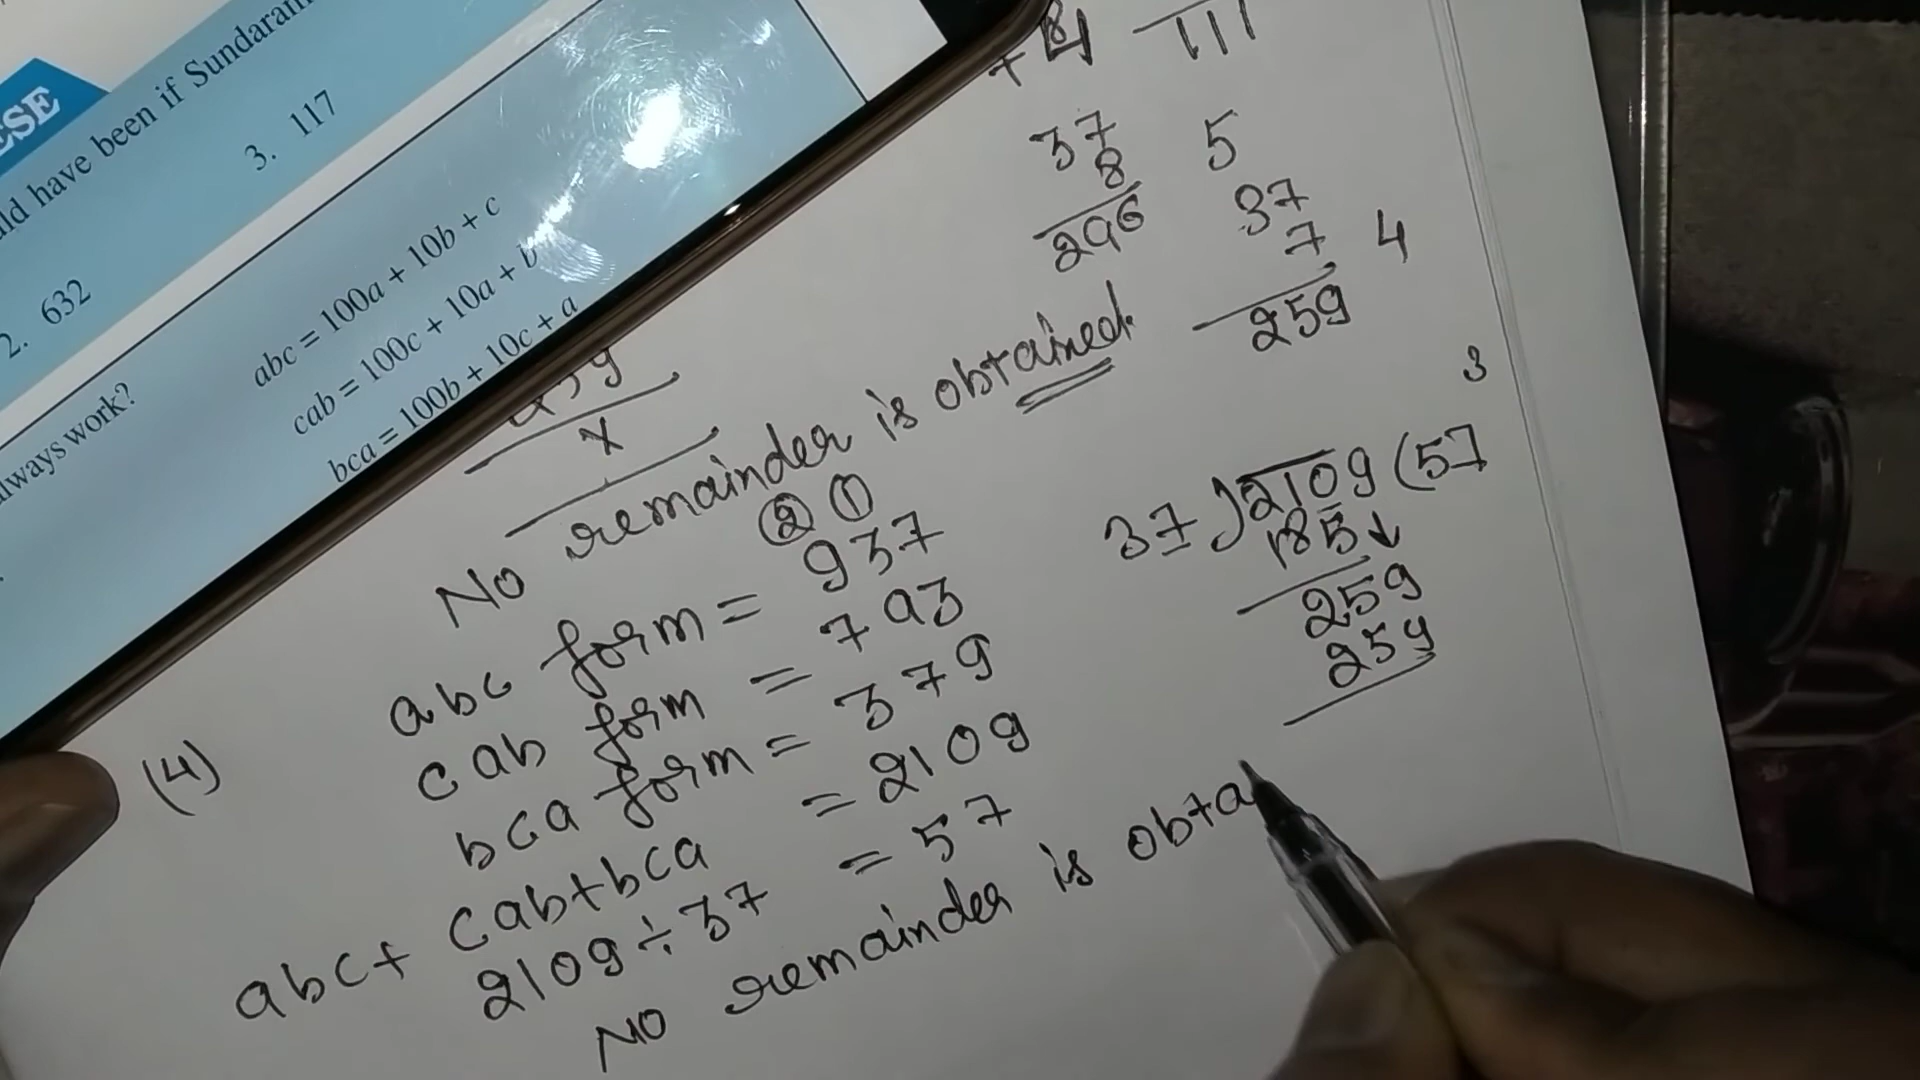 ESE
ld have been if Sundaram
2. 632
3. 117
lways work?
abc = 100a + 10b + c
cab = 100c + 10a + b
bca = 100b + 10c + a
111
37
8
296
5
37
7
259
4
3
x
No remainder is obtained.
2 1
(4)
abc form = 937
cab form = 793
bca form = 379
abc+ cab+bca = 2109
2109 ÷ 37 = 57
No remainder is obta
37 ) 2109 ( 57
185↓
259
259